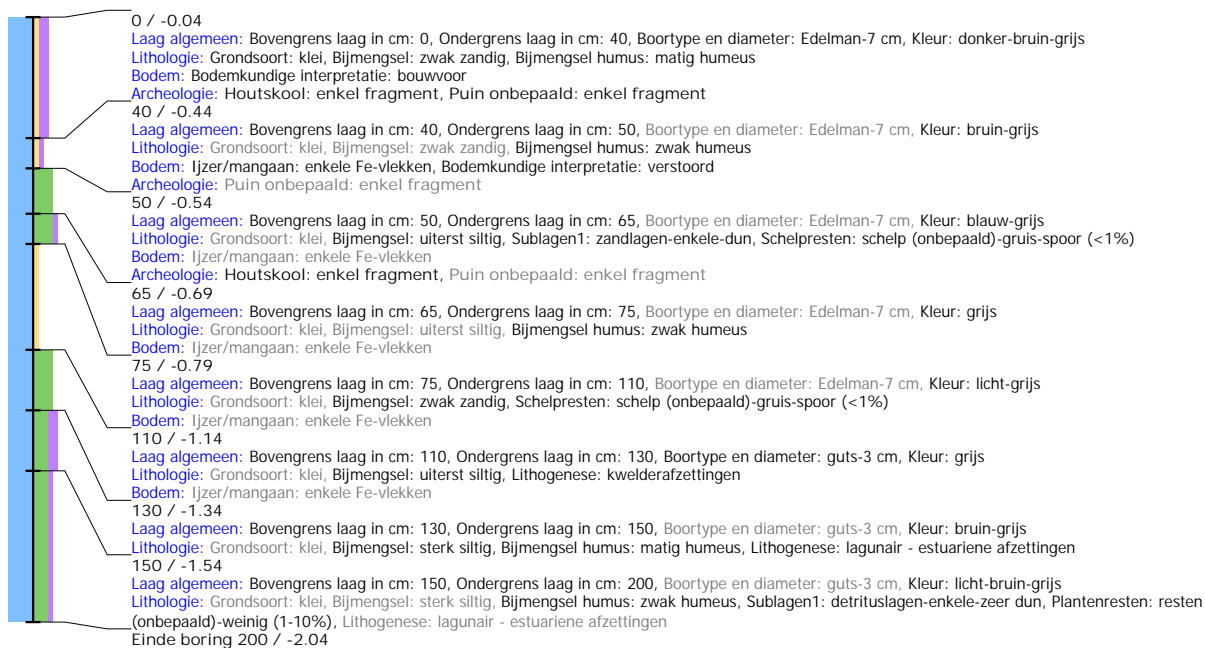 0 / -0.04
Laag algemeen: Bovengrens laag in cm: 0, Ondergrens laag in cm: 40, Boortype en diameter: Edelman-7 cm, Kleur: donker-bruin-grijs
Lithologie: Grondsoort: klei, Bijmengsel: zwak zandig, Bijmengsel humus: matig humeus
Bodem: Bodemkundige interpretatie: bouwvoor
Archeologie: Houtskool: enkel fragment, Puin onbepaald: enkel fragment
40 / -0.44
Laag algemeen: Bovengrens laag in cm: 40, Ondergrens laag in cm: 50, Boortype en diameter: Edelman-7 cm, Kleur: bruin-grijs
Lithologie: Grondsoort: klei, Bijmengsel: zwak zandig, Bijmengsel humus: zwak humeus
Bodem: Ijzer/mangaan: enkele Fe-vlekken, Bodemkundige interpretatie: verstoord
Archeologie: Puin onbepaald: enkel fragment
50 / -0.54
Laag algemeen: Bovengrens laag in cm: 50, Ondergrens laag in cm: 65, Boortype en diameter: Edelman-7 cm, Kleur: blauw-grijs
Lithologie: Grondsoort: klei, Bijmengsel: uiterst siltig, Sublagen1: zandlagen-enkele-dun, Schelpresten: schelp (onbepaald)-gruis-spoor (<1%)
Bodem: Ijzer/mangaan: enkele Fe-vlekken
Archeologie: Houtskool: enkel fragment, Puin onbepaald: enkel fragment
65 / -0.69
Laag algemeen: Bovengrens laag in cm: 65, Ondergrens laag in cm: 75, Boortype en diameter: Edelman-7 cm, Kleur: grijs
Lithologie: Grondsoort: klei, Bijmengsel: uiterst siltig, Bijmengsel humus: zwak humeus
Bodem: Ijzer/mangaan: enkele Fe-vlekken
75 / -0.79
Laag algemeen: Bovengrens laag in cm: 75, Ondergrens laag in cm: 110, Boortype en diameter: Edelman-7 cm, Kleur: licht-grijs
Lithologie: Grondsoort: klei, Bijmengsel: zwak zandig, Schelpresten: schelp (onbepaald)-gruis-spoor (<1%)
Bodem: Ijzer/mangaan: enkele Fe-vlekken
110 / -1.14
Laag algemeen: Bovengrens laag in cm: 110, Ondergrens laag in cm: 130, Boortype en diameter: guts-3 cm, Kleur: grijs
Lithologie: Grondsoort: klei, Bijmengsel: uiterst siltig, Lithogenese: kwelderafzettingen
Bodem: Ijzer/mangaan: enkele Fe-vlekken
130 / -1.34
Laag algemeen: Bovengrens laag in cm: 130, Ondergrens laag in cm: 150, Boortype en diameter: guts-3 cm, Kleur: bruin-grijs
Lithologie: Grondsoort: klei, Bijmengsel: sterk siltig, Bijmengsel humus: matig humeus, Lithogenese: lagunair - estuariene afzettingen
150 / -1.54
Laag algemeen: Bovengrens laag in cm: 150, Ondergrens laag in cm: 200, Boortype en diameter: guts-3 cm, Kleur: licht-bruin-grijs
Lithologie: Grondsoort: klei, Bijmengsel: sterk siltig, Bijmengsel humus: zwak humeus, Sublagen1: detrituslagen-enkele-zeer dun, Plantenresten: resten
(onbepaald)-weinig (1-10%), Lithogenese: lagunair - estuariene afzettingen
Einde boring 200 / -2.04